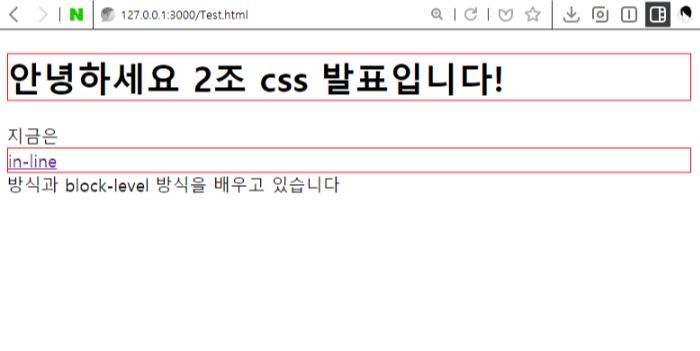 N 127.0.0.1:3000/Test.html
안녕하세요 2조 css 발표입니다!
지금은
in-line
방식과 block-level 방식을 배우고 있습니다